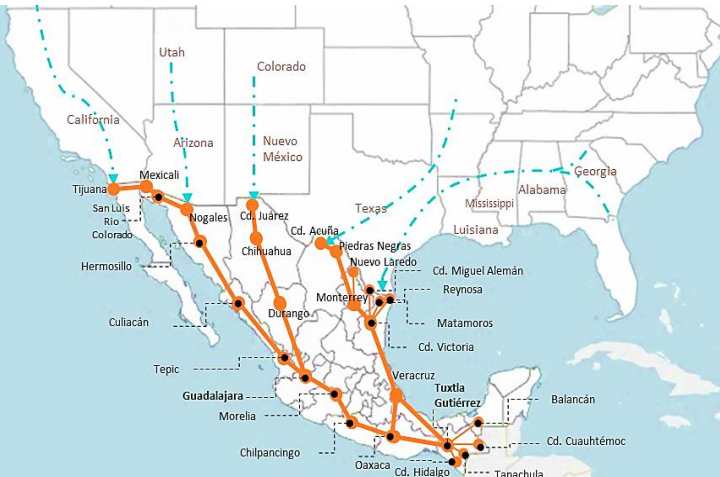 Utah
Colorado
California
Arizona
Nuevo
México
Georgia
Alabama
Mississippi
Texas
Luisiana
Mexicali
Tijuana
San Luis
Rio
Colorado
Nogales
Cd. Juárez
Cd. Acuña
Piedras Negras
Chihuahua
Nuevo Laredo
Hermosillo
Cd. Miguel Alemán
Reynosa
Monterrey
Durango
Culiacán
Matamoros
Cd. Victoria
Tepic
Veracruz
Tuxtla
Gutiérrez
Guadalajara
Balancán
Morelia
Cd. Cuauhtémoc
Chilpancingo
Oaxaca
Cd. Hidalgo
Tapachula